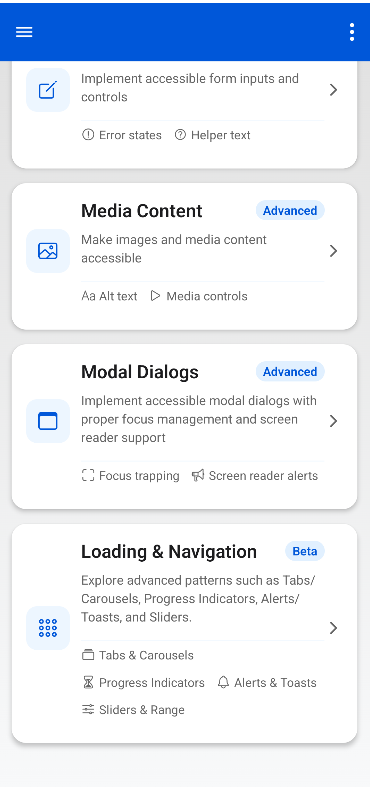 Implement accessible form inputs and
controls
Error states Helper text
Media Content Advanced
Make images and media content
accessible
Aa Alt text Media controls
Modal Dialogs Advanced
Implement accessible modal dialogs with
proper focus management and screen
reader support
Focus trapping Screen reader alerts
Loading & Navigation Beta
Explore advanced patterns such as Tabs/
Carousels, Progress Indicators, Alerts/
Toasts, and Sliders.
Tabs & Carousels
Progress Indicators Alerts & Toasts
Sliders & Range